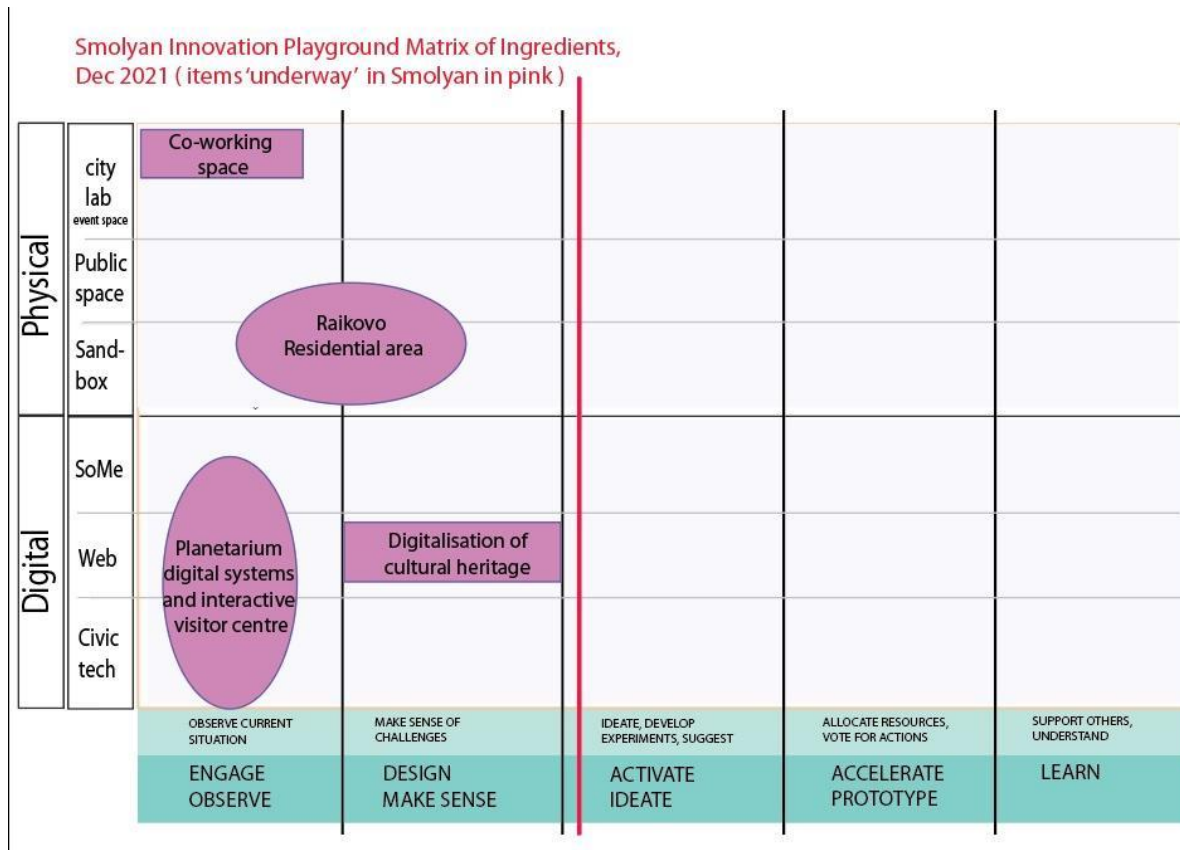 Smolyan Innovation Playground Matrix of Ingredients,
Dec 2021 ( items ‘underway’ in Smolyan in pink )
Physical
city
lab
event space
Co-working
space
Public
space
Sand-
box
Raikovo
Residential area
Digital
SoMe
Web
Civic
tech
Planetarium
digital systems
and interactive
visitor centre
Digitalisation of
cultural heritage
OBSERVE CURRENT
SITUATION
ENGAGE
OBSERVE
MAKE SENSE OF
CHALLENGES
DESIGN
MAKE SENSE
IDEATE, DEVELOP
EXPERIMENTS, SUGGEST
ACTIVATE
IDEATE
ALLOCATE RESOURCES,
VOTE FOR ACTIONS
ACCELERATE
PROTOTYPE
SUPPORT OTHERS,
UNDERSTAND
LEARN